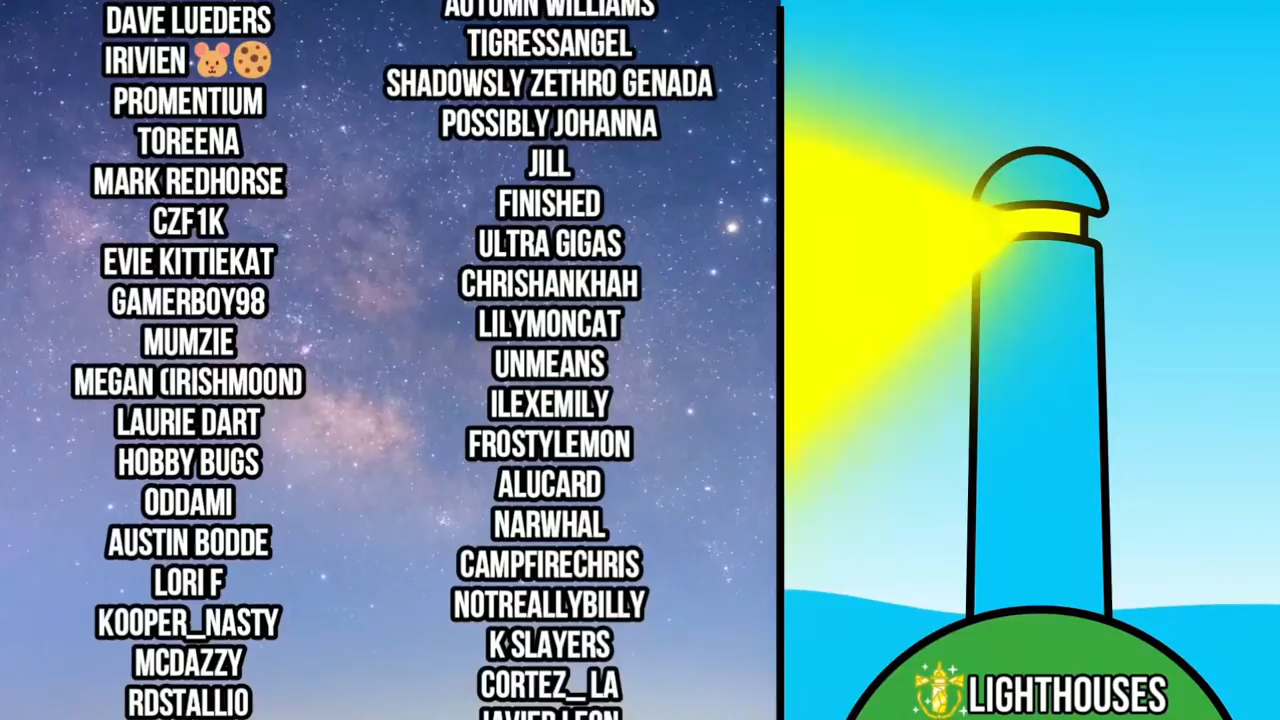 DAVE LUEDERS
IRIVIEN 🐭🍪
PROMENTIUM
TOREENA
MARK REDHORSE
CZF1K
EVIE KITTIEKAT
GAMERBOY98
MUMZIE
MEGAN (IRISHMOON)
LAURIE DART
HOBBY BUGS
ODDAMI
AUSTIN BODDE
LORI F
KOOPER_NASTY
MCDAZZY
RDSTALLIO
AUTUMN WILLIAMS
TIGRESSANGEL
SHADOWSLY ZETHRO GENADA
POSSIBLY JOHANNA
JILL
FINISHED
ULTRA GIGAS
CHRISHANKHAH
LILYMONCAT
UNMEANS
ILEXEMILY
FROSTYLEMON
ALUCARD
NARWHAL
CAMPFIRECHRIS
NOTREALLYBILLY
K SLAYERS
CORTEZ_LA
JAVIER LEON
LIGHTHOUSES